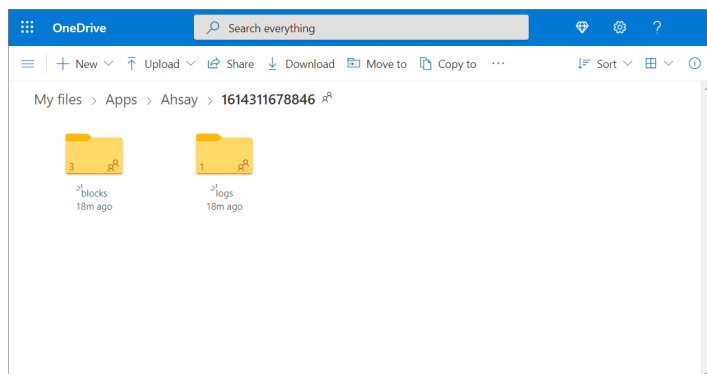 OneDrive Search everything ?
New Upload Share Download Move to Copy to ··· Sort
My files > Apps > Ahsay > 1614311678846
3 1
blocks logs
18m ago 18m ago